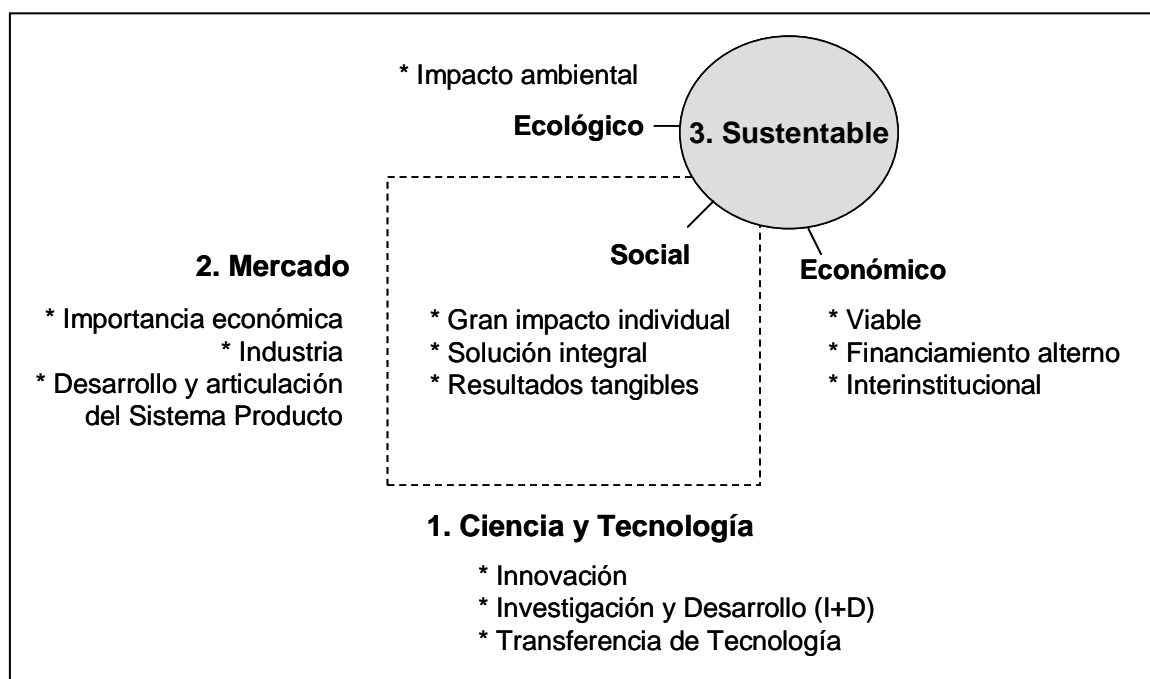 * Impacto ambiental
Ecológico
3. Sustentable
Social
Económico
2. Mercado
* Importancia económica
* Industria
* Desarrollo y articulación
del Sistema Producto
* Gran impacto individual
* Solución integral
* Resultados tangibles
* Viable
* Financiamiento alterno
* Interinstitucional
1. Ciencia y Tecnología
* Innovación
* Investigación y Desarrollo (I+D)
* Transferencia de Tecnología